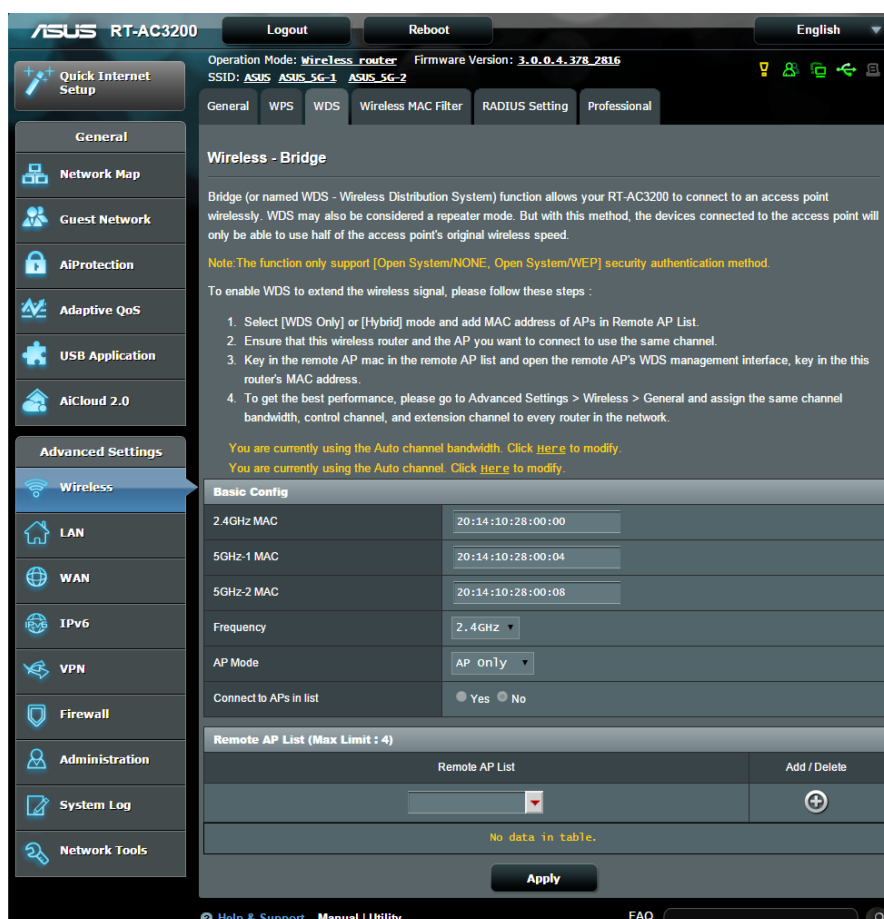 ASUS RT-AC3200 Logout Reboot English
Operation Mode: Wireless router Firmware Version: 3.0.0.4.378_2816
SSID: ASUS ASUS_5G-1 ASUS_5G-2
Quick Internet
Setup
General
Network Map
Guest Network
AiProtection
Adaptive QoS
USB Application
AiCloud 2.0
Advanced Settings
Wireless
LAN
WAN
IPv6
IPv6
VPN
Firewall
Administration
System Log
Network Tools
General WPS WDS Wireless MAC Filter RADIUS Setting Professional
Wireless - Bridge
Bridge (or named WDS - Wireless Distribution System) function allows your RT-AC3200 to connect to an access point
wirelessly. WDS may also be considered a repeater mode. But with this method, the devices connected to the access point will
only be able to use half of the access point's original wireless speed.
Note:The function only support [Open System/NONE, Open System/WEP] security authentication method.
To enable WDS to extend the wireless signal, please follow these steps :
1. Select [WDS Only] or [Hybrid] mode and add MAC address of APs in Remote AP List.
2. Ensure that this wireless router and the AP you want to connect to use the same channel.
3. Key in the remote AP mac in the remote AP list and open the remote AP's WDS management interface, key in the this
router's MAC address.
4. To get the best performance, please go to Advanced Settings > Wireless > General and assign the same channel
bandwidth, control channel, and extension channel to every router in the network.
You are currently using the Auto channel bandwidth. Click Here to modify.
You are currently using the Auto channel. Click Here to modify.
Basic Config
2.4GHz MAC 20:14:10:28:00:00
5GHz-1 MAC 20:14:10:28:00:04
5GHz-2 MAC 20:14:10:28:00:08
Frequency 2.4GHz
AP Mode AP Only
Connect to APs in list Yes No
Remote AP List (Max Limit : 4)
Remote AP List Add / Delete
No data in table.
Apply
Help & Support Manual | Utility FAQ